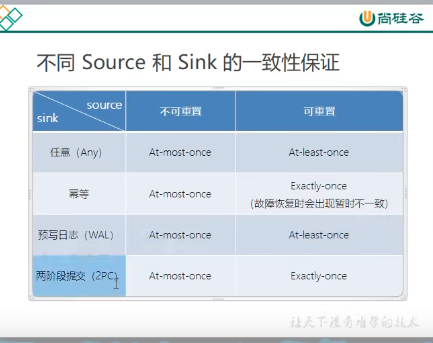 尚硅谷
不同 Source 和 Sink 的一致性保证
source
sink
不可重置
可重置
任意（Any）
At-most-once
At-least-once
幂等
At-most-once
Exactly-once
（故障恢复时会出现暂时不一致）
预写日志（WAL）
At-most-once
At-least-once
两阶段提交（2PC）
At-most-once
Exactly-once
让天下没有难学的技术